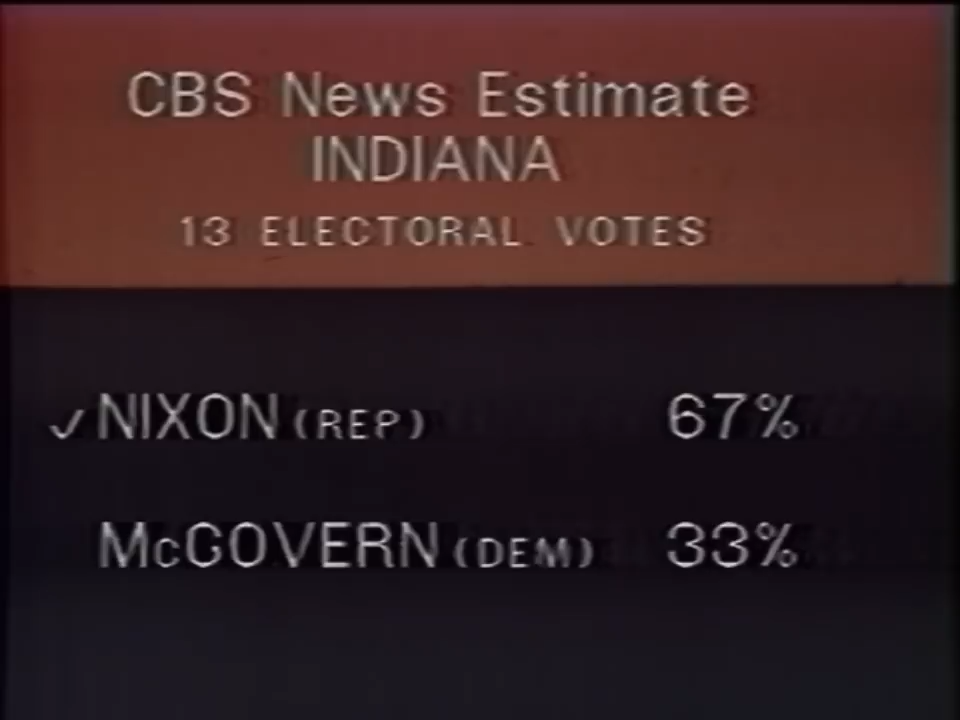 CBS News Estimate
INDIANA
13 ELECTORAL VOTES
✓NIXON (REP) 67%
McGOVERN (DEM) 33%